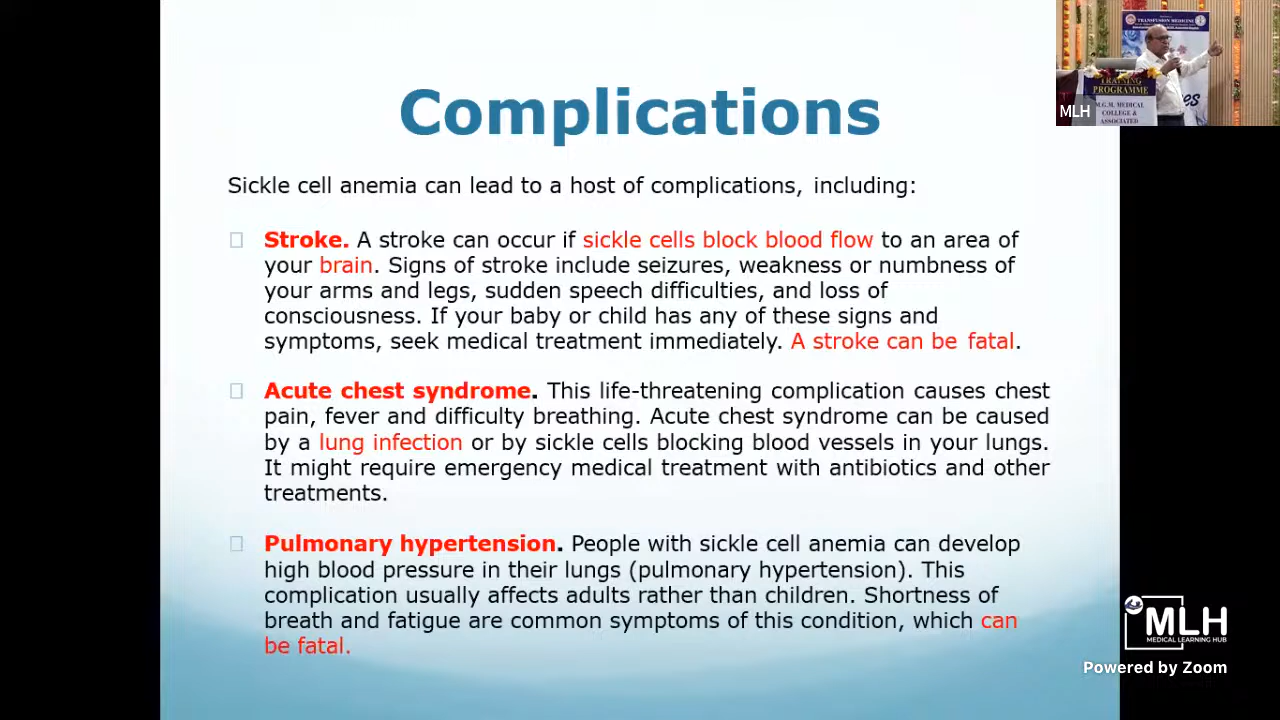 Complications
Sickle cell anemia can lead to a host of complications, including:
Stroke. A stroke can occur if sickle cells block blood flow to an area of
your brain. Signs of stroke include seizures, weakness or numbness of
your arms and legs, sudden speech difficulties, and loss of
consciousness. If your baby or child has any of these signs and
symptoms, seek medical treatment immediately. A stroke can be fatal.
Acute chest syndrome. This life-threatening complication causes chest
pain, fever and difficulty breathing. Acute chest syndrome can be caused
by a lung infection or by sickle cells blocking blood vessels in your lungs.
It might require emergency medical treatment with antibiotics and other
treatments.
Pulmonary hypertension. People with sickle cell anemia can develop
high blood pressure in their lungs (pulmonary hypertension). This
complication usually affects adults rather than children. Shortness of
breath and fatigue are common symptoms of this condition, which can
be fatal.
TRANSFUSION MEDICINE
TRAINING
PROGRAMME
M.G.M. MEDICAL
COLLEGE &
ASSOCIATED
MLH
MLH
MEDICAL LEARNING HUB
Powered by Zoom